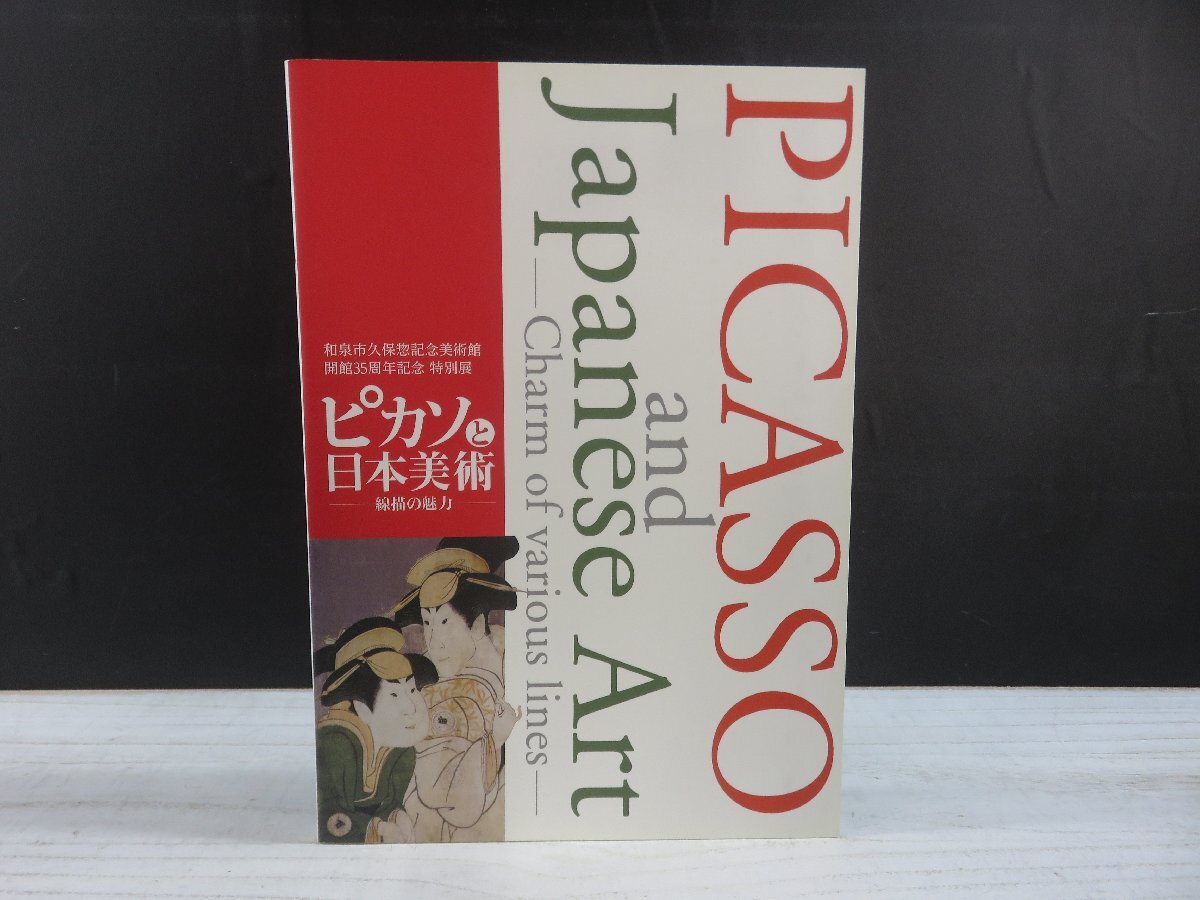 PICASSO
and
Japanese Art
—Charm of various lines—
和泉市久保惣記念美術館
開館35周年記念 特別展
ピカソと
日本美術
—線描の魅力—